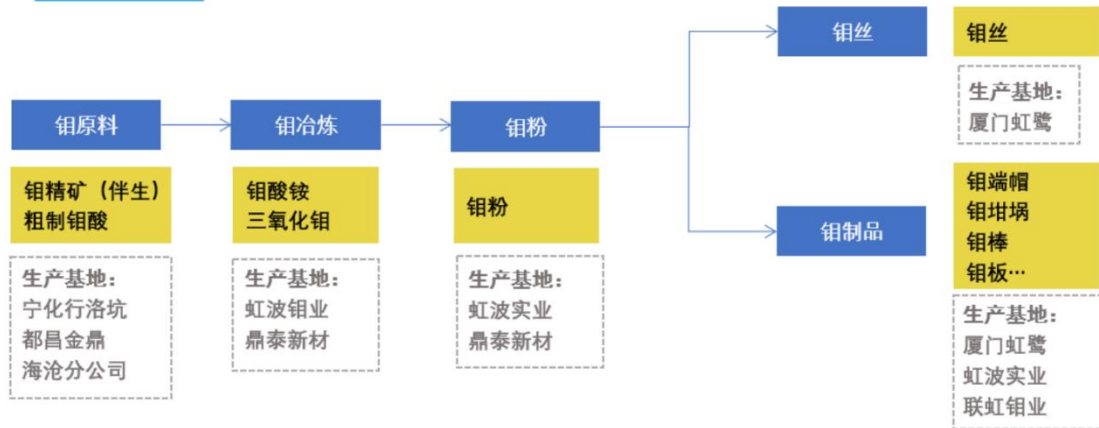 钼原料
钼精矿（伴生）
粗制钼酸
生产基地：
宁化行洛坑
都昌金鼎
海沧分公司
钼冶炼
钼酸铵
三氧化钼
生产基地：
虹波钼业
鼎泰新材
钼粉
钼粉
生产基地：
虹波实业
鼎泰新材
钼丝
钼丝
生产基地：
厦门虹鹭
钼制品
钼端帽
钼坩埚
钼棒
钼板…
生产基地：
厦门虹鹭
虹波实业
联虹钼业